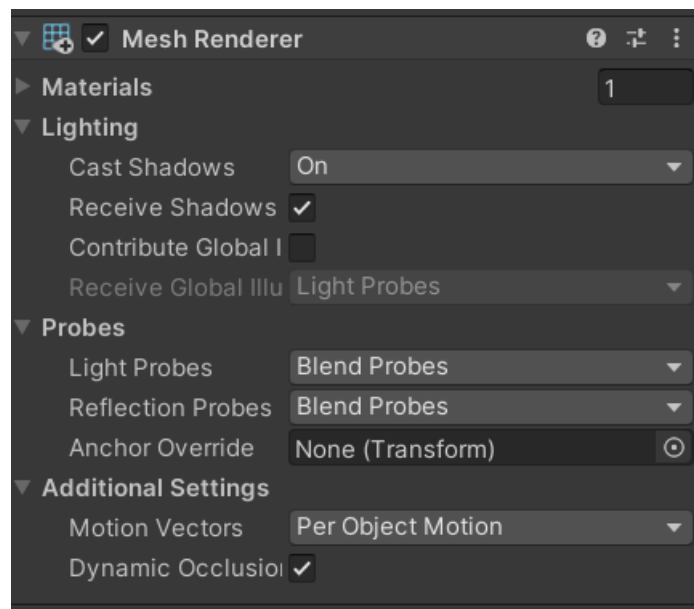 Mesh Renderer
Materials 1
Lighting
Cast Shadows On
Receive Shadows
Contribute Global I
Receive Global Illu Light Probes
Probes
Light Probes Blend Probes
Reflection Probes Blend Probes
Anchor Override None (Transform)
Additional Settings
Motion Vectors Per Object Motion
Dynamic Occlusio